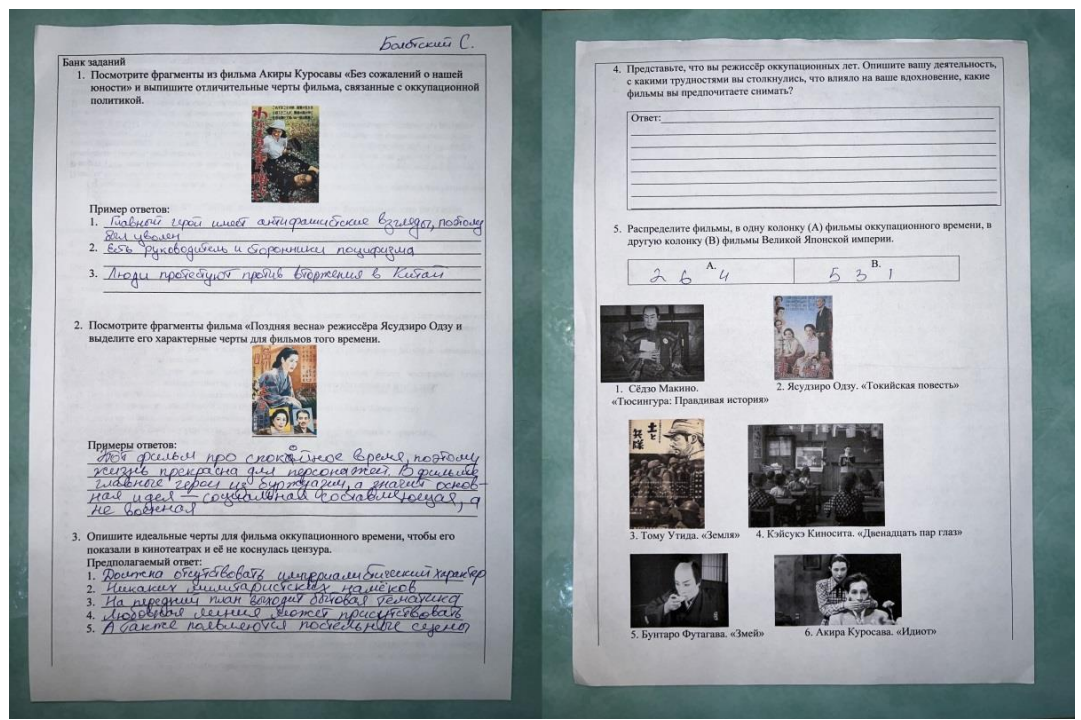 Болтский С.
Банк заданий
1. Посмотрите фрагменты из фильма Акиры Куросавы «Без сожалений о нашей
юности» и выпишите отличительные черты фильма, связанные с оккупационной
политикой.
Пример ответов:
1. Главный герой имеет антифашистские взгляды, поэтому
был уволен
2. Есть руководитель и сторонники поцифизма
3. Люди протестуют против вторжения в Китай
2. Посмотрите фрагменты фильма «Поздняя весна» режиссёра Ясудзиро Одзу и
выделите его характерные черты для фильмов того времени.
Примеры ответов:
Этот фильм про спокойное время, поэтому
жизнь прекрасна для персонажей. В фильме
главные герои из буржуазии, а значит основ-
ная идея — социальная составляющая, а
не военная
3. Опишите идеальные черты для фильма оккупационного времени, чтобы его
показали в кинотеатрах и её не коснулась цензура.
Предполагаемый ответ:
1. Должна отсутствовать империалистический характер
2. Никаких милитаристских намёков
3. На передний план выходит бытовая тематика
4. Любовная линия может присутствовать
5. А также появляются постельные сцены
4. Представьте, что вы режиссёр оккупационных лет. Опишите вашу деятельность,
с какими трудностями вы столкнулись, что влияло на ваше вдохновение, какие
фильмы вы предпочитаете снимать?
Ответ:
5. Распределите фильмы, в одну колонку (А) фильмы оккупационного времени, в
другую колонку (В) фильмы Великой Японской империи.
А. В.
2 6 4 5 3 1
1. Сёдзо Макино. 2. Ясудзиро Одзу. «Токийская повесть»
«Тюсингура: Правдивая история»
土と
兵隊
3. Тому Утида. «Земля» 4. Кэйсукэ Киносита. «Двенадцать пар глаз»
5. Бунтаро Футагава. «Змей» 6. Акира Куросава. «Идиот»